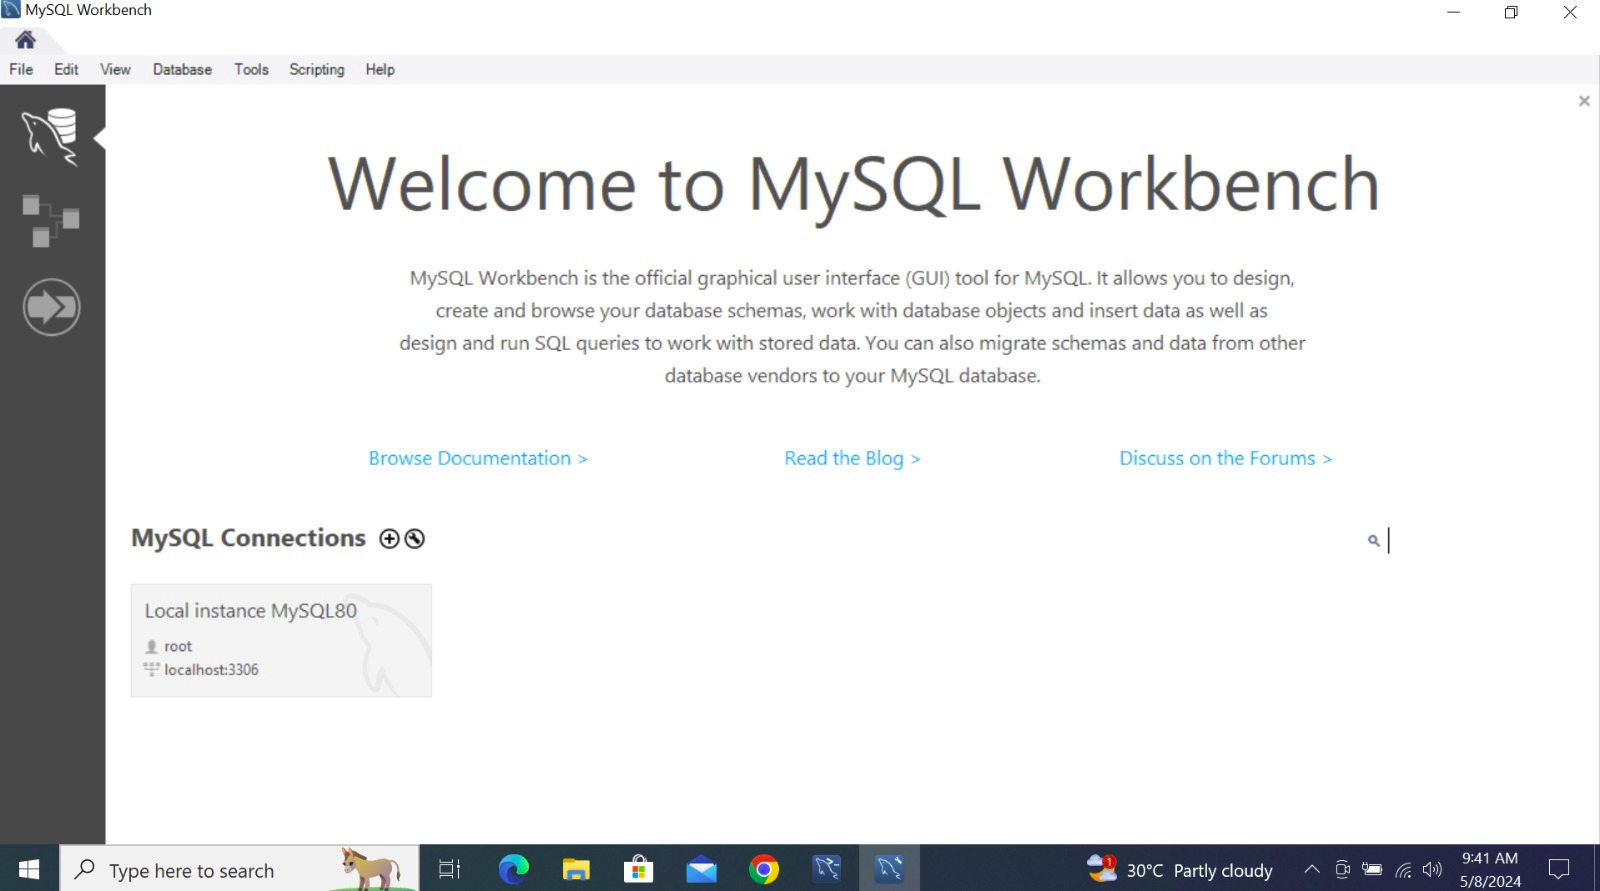 MySQL Workbench
File Edit View Database Tools Scripting Help
Welcome to MySQL Workbench
MySQL Workbench is the official graphical user interface (GUI) tool for MySQL. It allows you to design,
create and browse your database schemas, work with database objects and insert data as well as
design and run SQL queries to work with stored data. You can also migrate schemas and data from other
database vendors to your MySQL database.
Browse Documentation > Read the Blog > Discuss on the Forums >
MySQL Connections
Local instance MySQL80
root
localhost:3306
Type here to search
1
30°C Partly cloudy
9:41 AM
5/8/2024